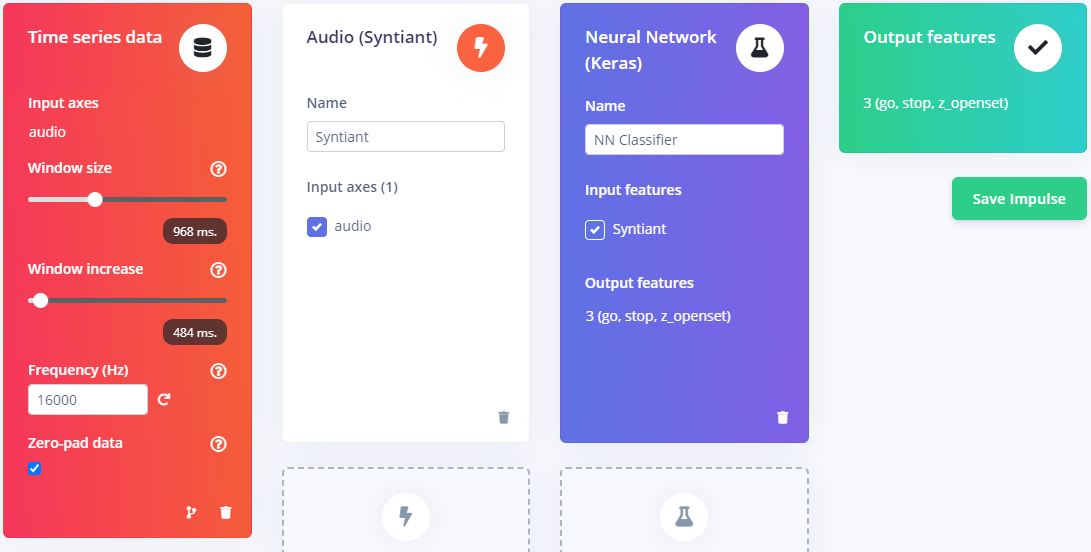 Time series data
Input axes
audio
Window size
968 ms.
Window increase
484 ms.
Frequency (Hz)
16000
Zero-pad data
Audio (Syntiant)
Name
Syntiant
Input axes (1)
audio
Neural Network
(Keras)
Name
NN Classifier
Input features
Syntiant
Output features
3 (go, stop, z_openset)
Output features
3 (go, stop, z_openset)
Save Impulse